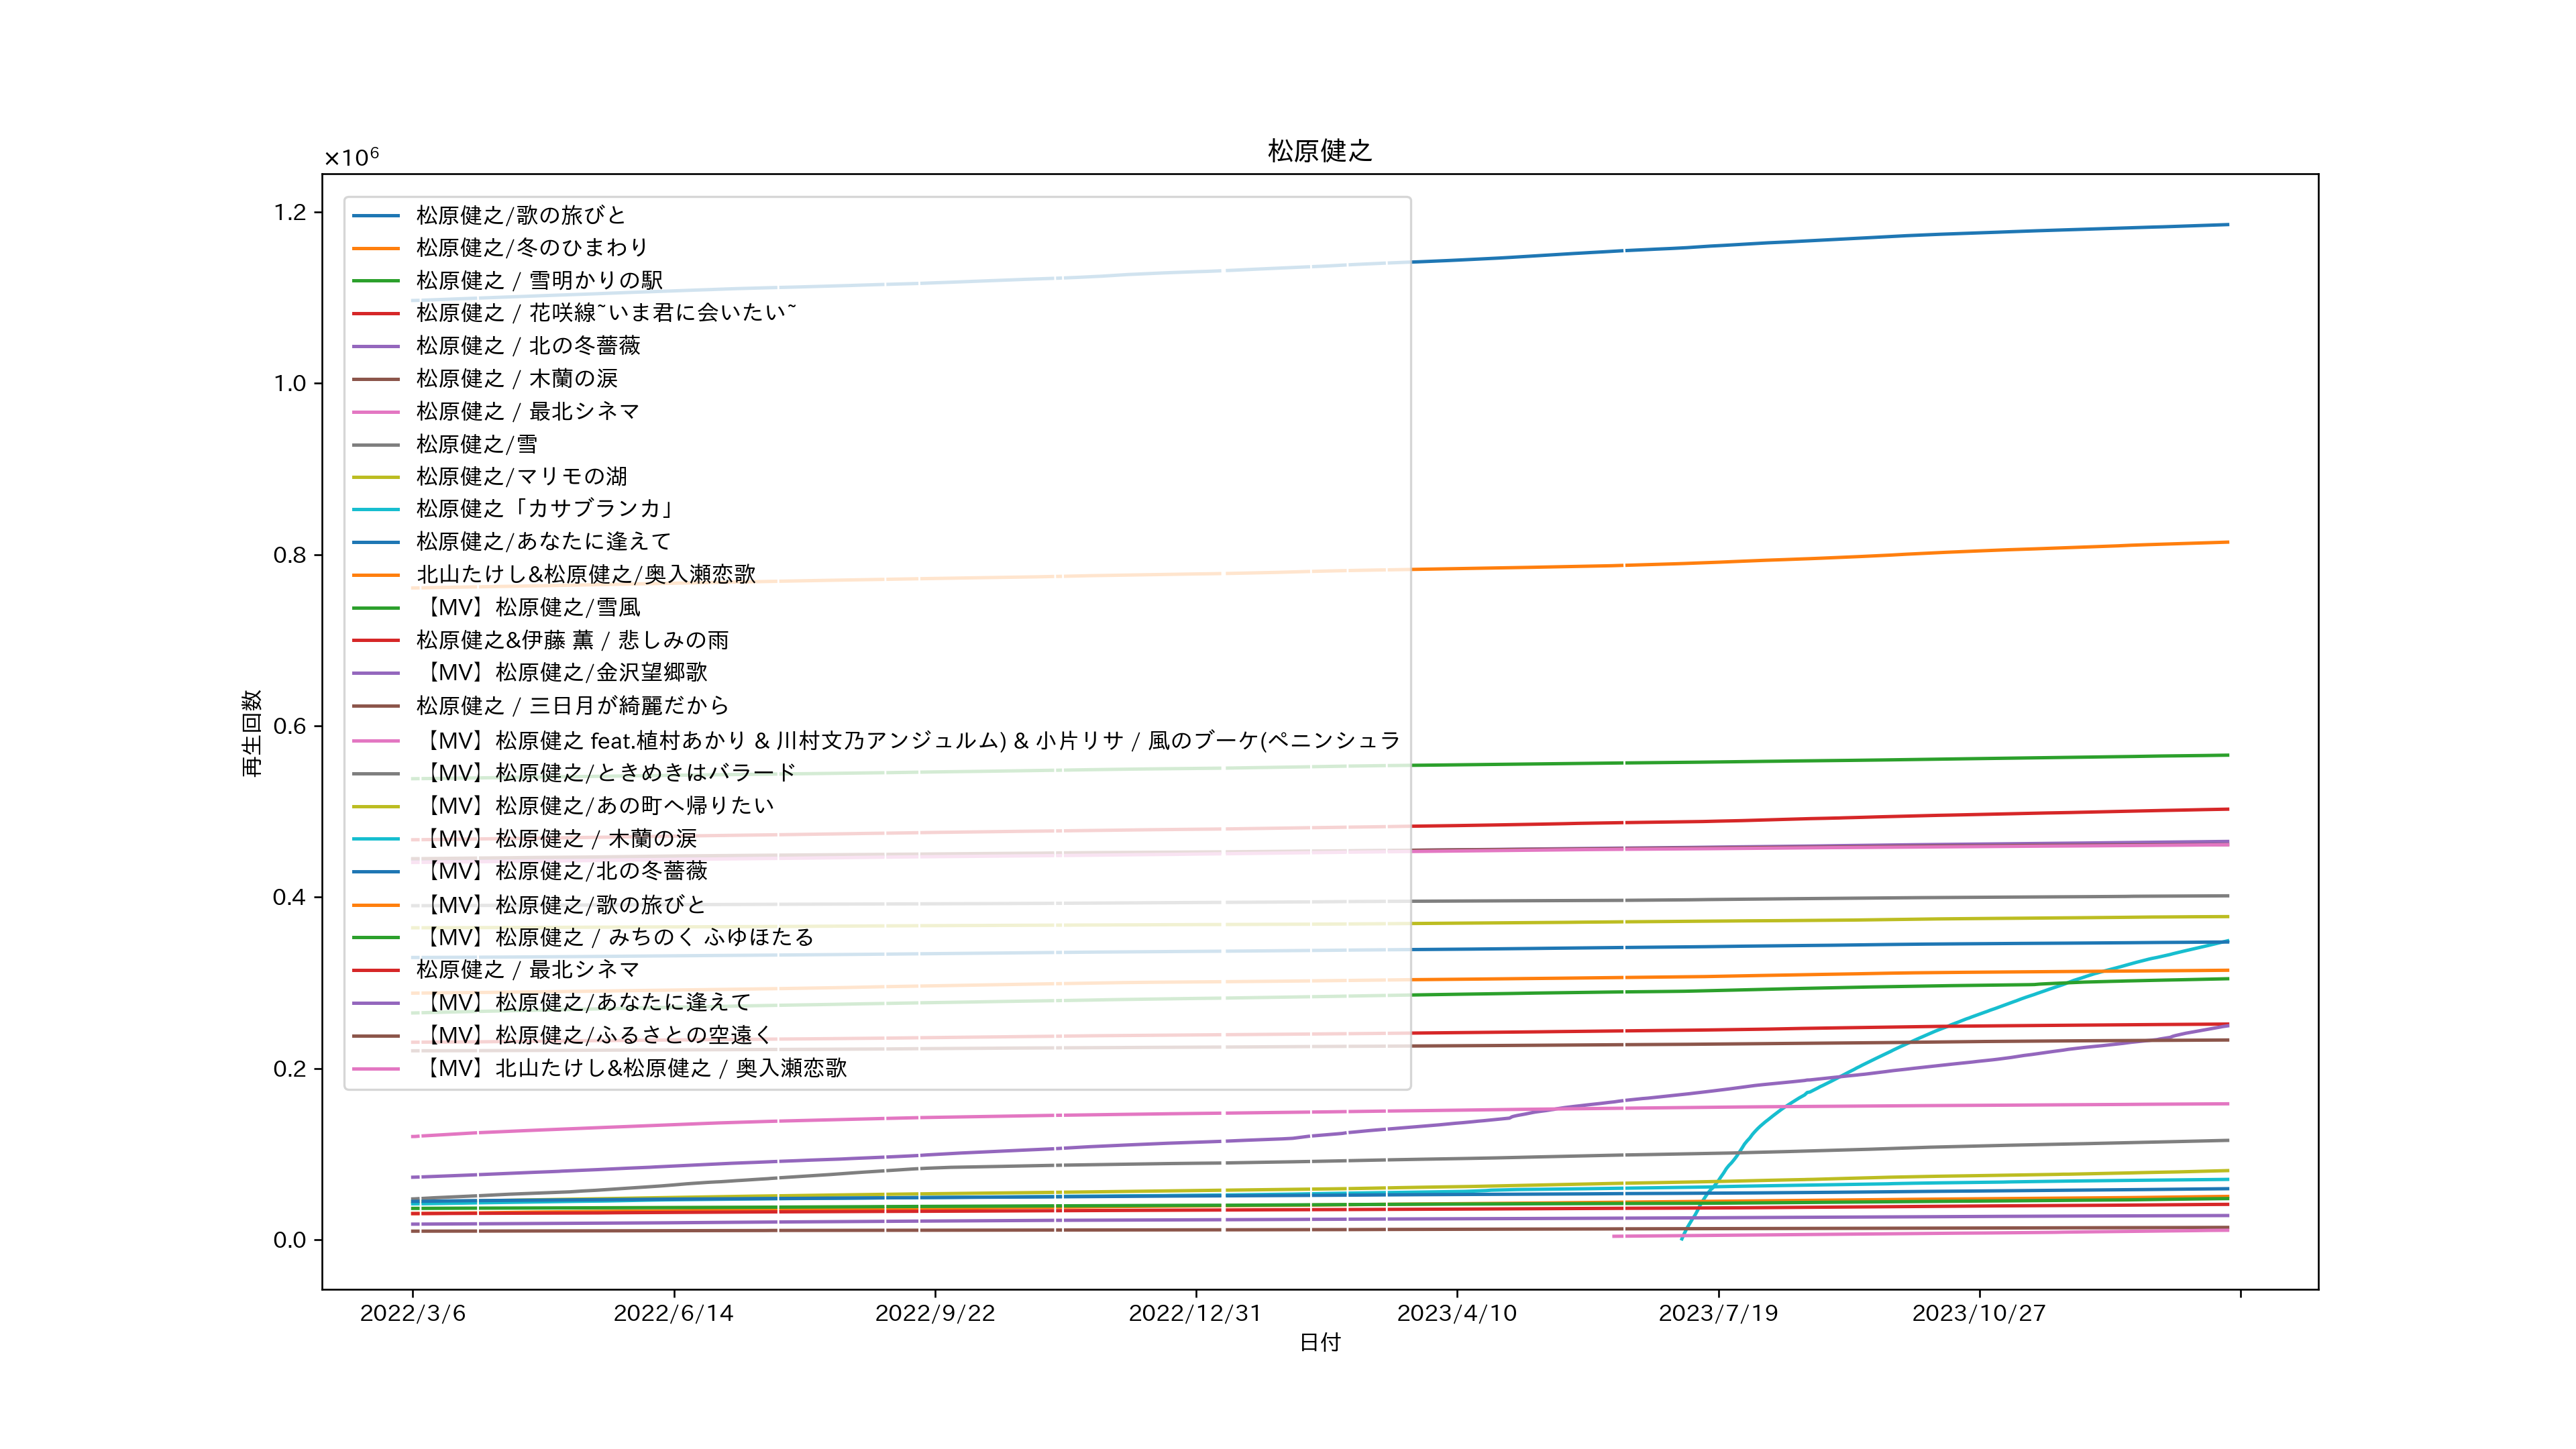 松原健之
×10⁶
1.2
1.0
0.8
0.6
0.4
0.2
0.0
再生回数
松原健之/歌の旅びと
松原健之/冬のひまわり
松原健之 / 雪明かりの駅
松原健之 / 花咲線~いま君に会いたい~
松原健之 / 北の冬薔薇
松原健之 / 木蘭の涙
松原健之 / 最北シネマ
松原健之/雪
松原健之/マリモの湖
松原健之「カサブランカ」
松原健之/あなたに逢えて
北山たけし&松原健之/奥入瀬恋歌
【MV】松原健之/雪風
松原健之&伊藤 薫 / 悲しみの雨
【MV】松原健之/金沢望郷歌
松原健之 / 三日月が綺麗だから
【MV】松原健之 feat.植村あかり & 川村文乃アンジュルム) & 小片リサ / 風のブーケ(ペニンシュラ
【MV】松原健之/ときめきはバラード
【MV】松原健之/あの町へ帰りたい
【MV】松原健之 / 木蘭の涙
【MV】松原健之/北の冬薔薇
【MV】松原健之/歌の旅びと
【MV】松原健之 / みちのく ふゆほたる
松原健之 / 最北シネマ
【MV】松原健之/あなたに逢えて
【MV】松原健之/ふるさとの空遠く
【MV】北山たけし&松原健之 / 奥入瀬恋歌
2022/3/6
2022/6/14
2022/9/22
2022/12/31
2023/4/10
2023/7/19
2023/10/27
日付